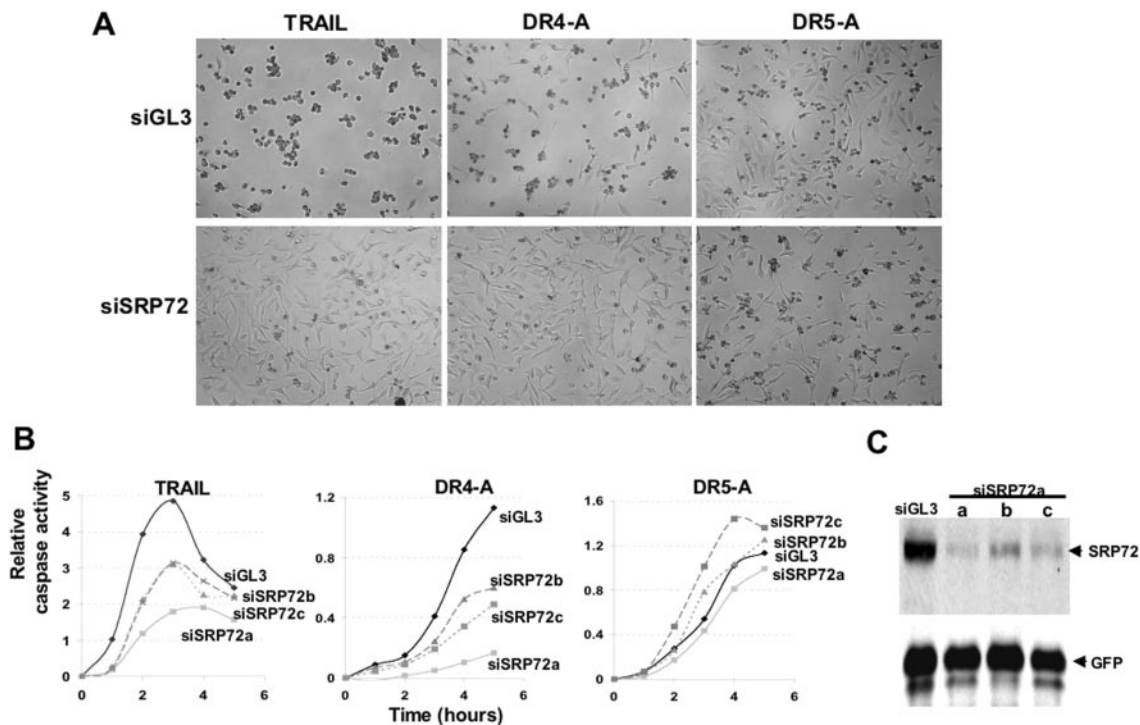 A
TRAIL
DR4-A
DR5-A
siGL3
siSRP72
B
Relative
caspase activity
TRAIL
5
4
3
2
1
0
0
2
4
6
siGL3
siSRP72b
siSRP72c
siSRP72a
DR4-A
1.2
0.8
0.4
0
0
2
4
6
siGL3
siSRP72b
siSRP72c
siSRP72a
DR5-A
1.6
1.2
0.8
0.4
0
0
2
4
6
siSRP72c
siSRP72b
siGL3
siSRP72a
Time (hours)
C
siSRP72a
siGL3
a
b
c
SRP72
GFP